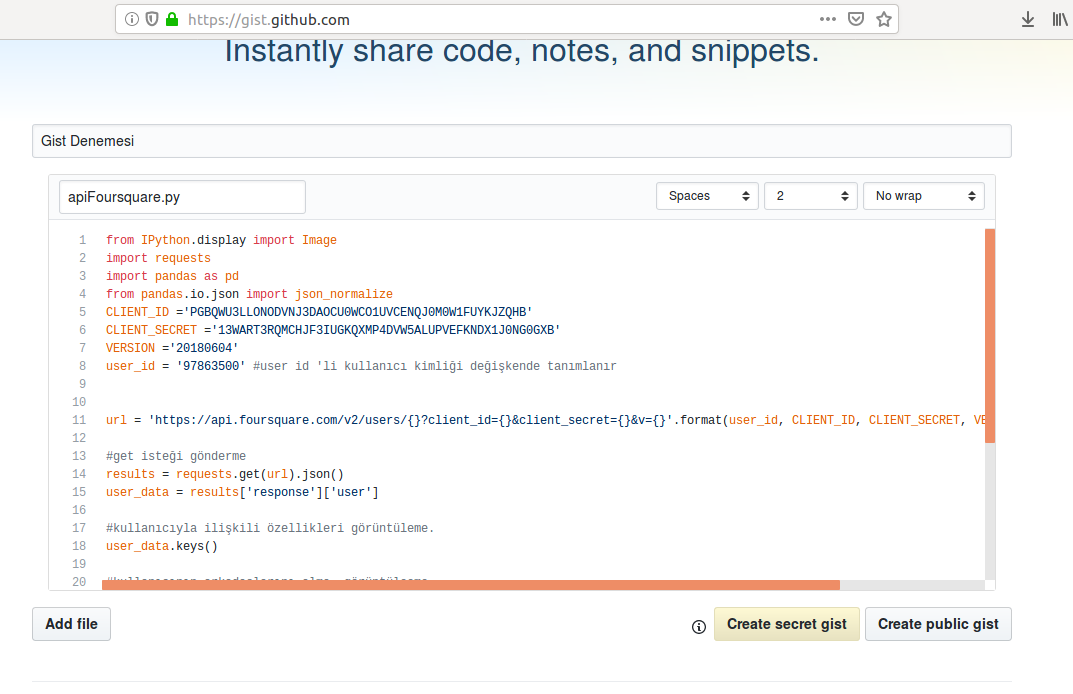 https://gist.github.com
Instantly share code, notes, and snippets.
Gist Denemesi
apiFoursquare.py
Spaces
2
No wrap
1 from IPython.display import Image
2 import requests
3 import pandas as pd
4 from pandas.io.json import json_normalize
5 CLIENT_ID ='PGBQWU3LLONODVNJ3DAOCU0WCO1UVCENQJ0M0W1FUYKJZQHB'
6 CLIENT_SECRET ='13WART3RQMCHJF3IUGKQXMP4DVW5ALUPVEFKNDX1J0NG0GXB'
7 VERSION ='20180604'
8 user_id = '97863500' #user id 'li kullanıcı kimliği değişkende tanımlanır
9
10
11 url = 'https://api.foursquare.com/v2/users/{}?client_id={}&client_secret={}&v={}'.format(user_id, CLIENT_ID, CLIENT_SECRET, VE
12
13 #get isteği gönderme
14 results = requests.get(url).json()
15 user_data = results['response']['user']
16
17 #kullanıcıyla ilişkili özellikleri görüntüleme.
18 user_data.keys()
19
20
Add file
Create secret gist
Create public gist